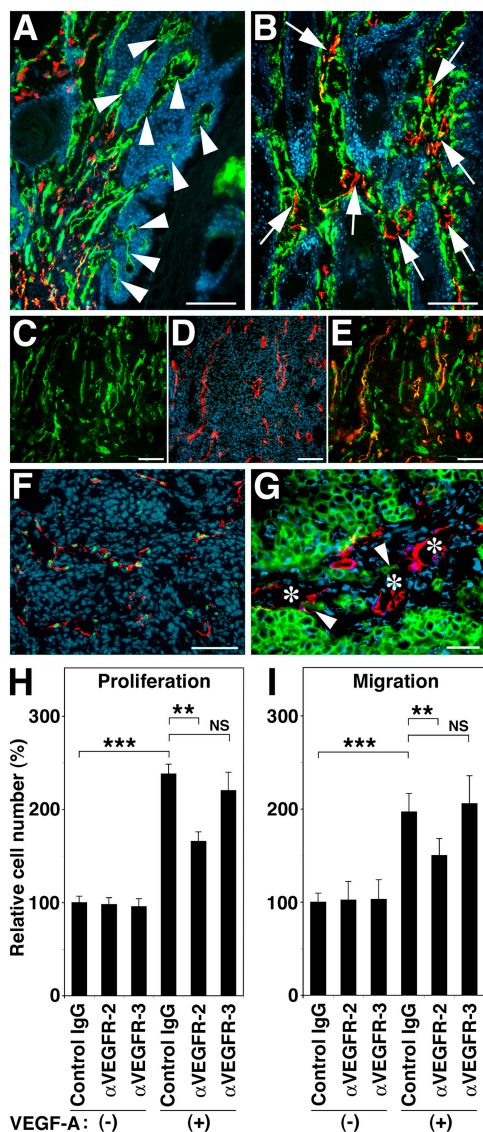 A
B
C
D
E
F
G
* * *
H
Proliferation
Relative cell number (%)
300
200
100
0
***
**
NS
Control IgG
αVEGFR-2
αVEGFR-3
Control IgG
αVEGFR-2
αVEGFR-3
VEGF-A: (-) (+)
I
Migration
300
200
100
0
***
**
NS
Control IgG
αVEGFR-2
αVEGFR-3
Control IgG
αVEGFR-2
αVEGFR-3
(-) (+)